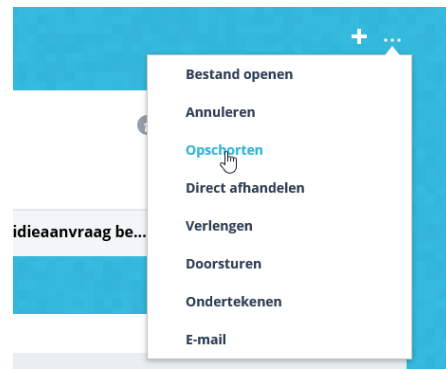 + ...
Bestand openen
Annuleren
Opschorten
Direct afhandelen
idieaanvraag be...
Verlengen
Doorsturen
Ondertekenen
E-mail